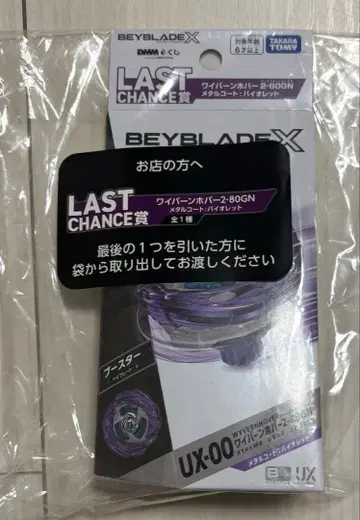 BEYBLADE X
DMM eくじ
LAST
CHANCE賞
対象年齢
6才以上
TAKARA
TOMY
ワイバーンホバー2-80GN
メタルコート:バイオレット
BEYBLADE X
お店の方へ
LAST
CHANCE賞
ワイバーンホバー2-80GN
メタルコート:バイオレット
全1種
最後の1つを引いた方に
袋から取り出してお渡しください
ブースター
UX-00
WYVERNHOVER
ワイバーンホバー2-80GN
メタルコート:バイオレット
UX